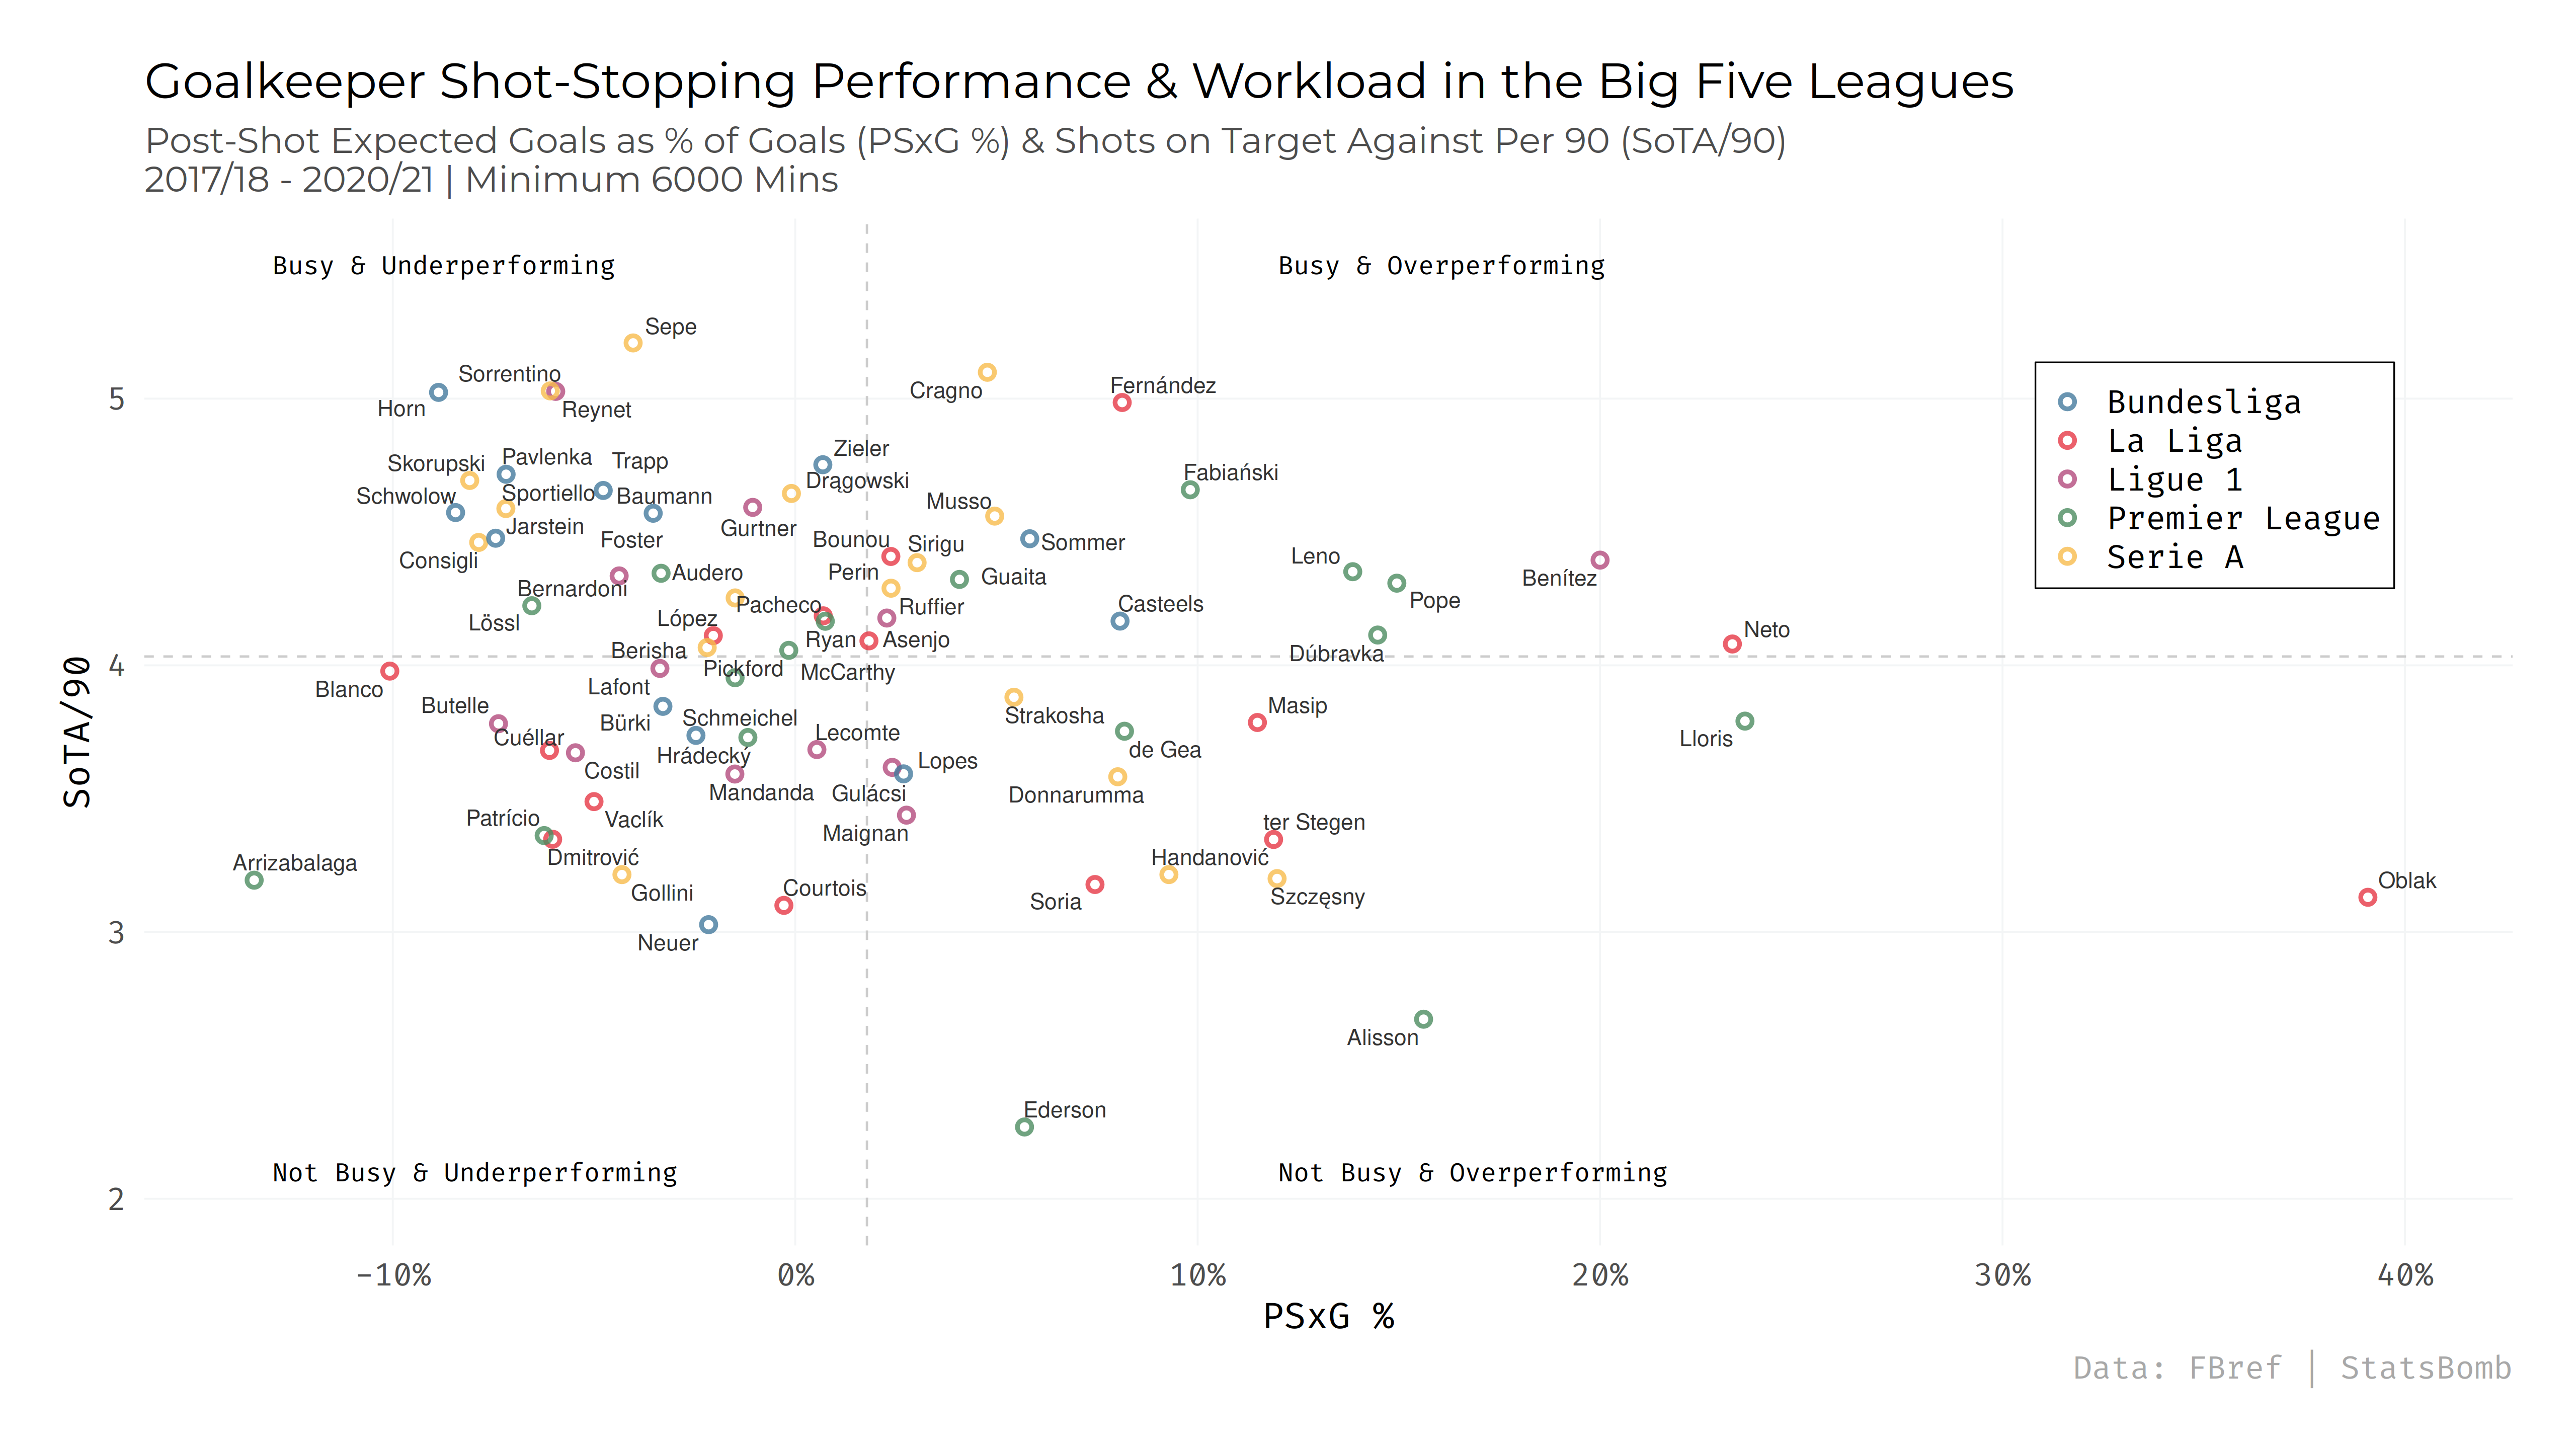 Goalkeeper Shot-Stopping Performance & Workload in the Big Five Leagues
Post-Shot Expected Goals as % of Goals (PSxG %) & Shots on Target Against Per 90 (SoTA/90)
2017/18 - 2020/21 | Minimum 6000 Mins
Busy & Underperforming
Busy & Overperforming
Sepe
Sorrentino
Horn
Reynet
Cragno
Fernández
Bundesliga
La Liga
Ligue 1
Premier League
Serie A
Skorupski
Pavlenka
Trapp
Zieler
Schwolow
Sportiello
Baumann
Drągowski
Fabiański
Musso
Jarstein
Gurtner
Consigli
Foster
Bounou
Sirigu
Sommer
Leno
Bernardoni
Audero
Perin
Guaita
Benítez
Pope
Lössl
López
Pacheco
Ruffier
Casteels
Berisha
Ryan
Asenjo
Neto
Dúbravka
Blanco
Lafont
Pickford
McCarthy
Butelle
Bürki
Schmeichel
Strakosha
Masip
Cuéllar
Hrádecký
Lecomte
de Gea
Lloris
Costil
Mandanda
Gulácsi
Lopes
Donnarumma
Patrício
Vaclík
Maignan
ter Stegen
Arrizabalaga
Dmitrović
Handanović
Gollini
Courtois
Soria
Szczęsny
Oblak
Neuer
Alisson
Ederson
Not Busy & Underperforming
Not Busy & Overperforming
5
4
3
2
SoTA/90
-10%
0%
10%
20%
30%
40%
PSxG %
Data: FBref | StatsBomb